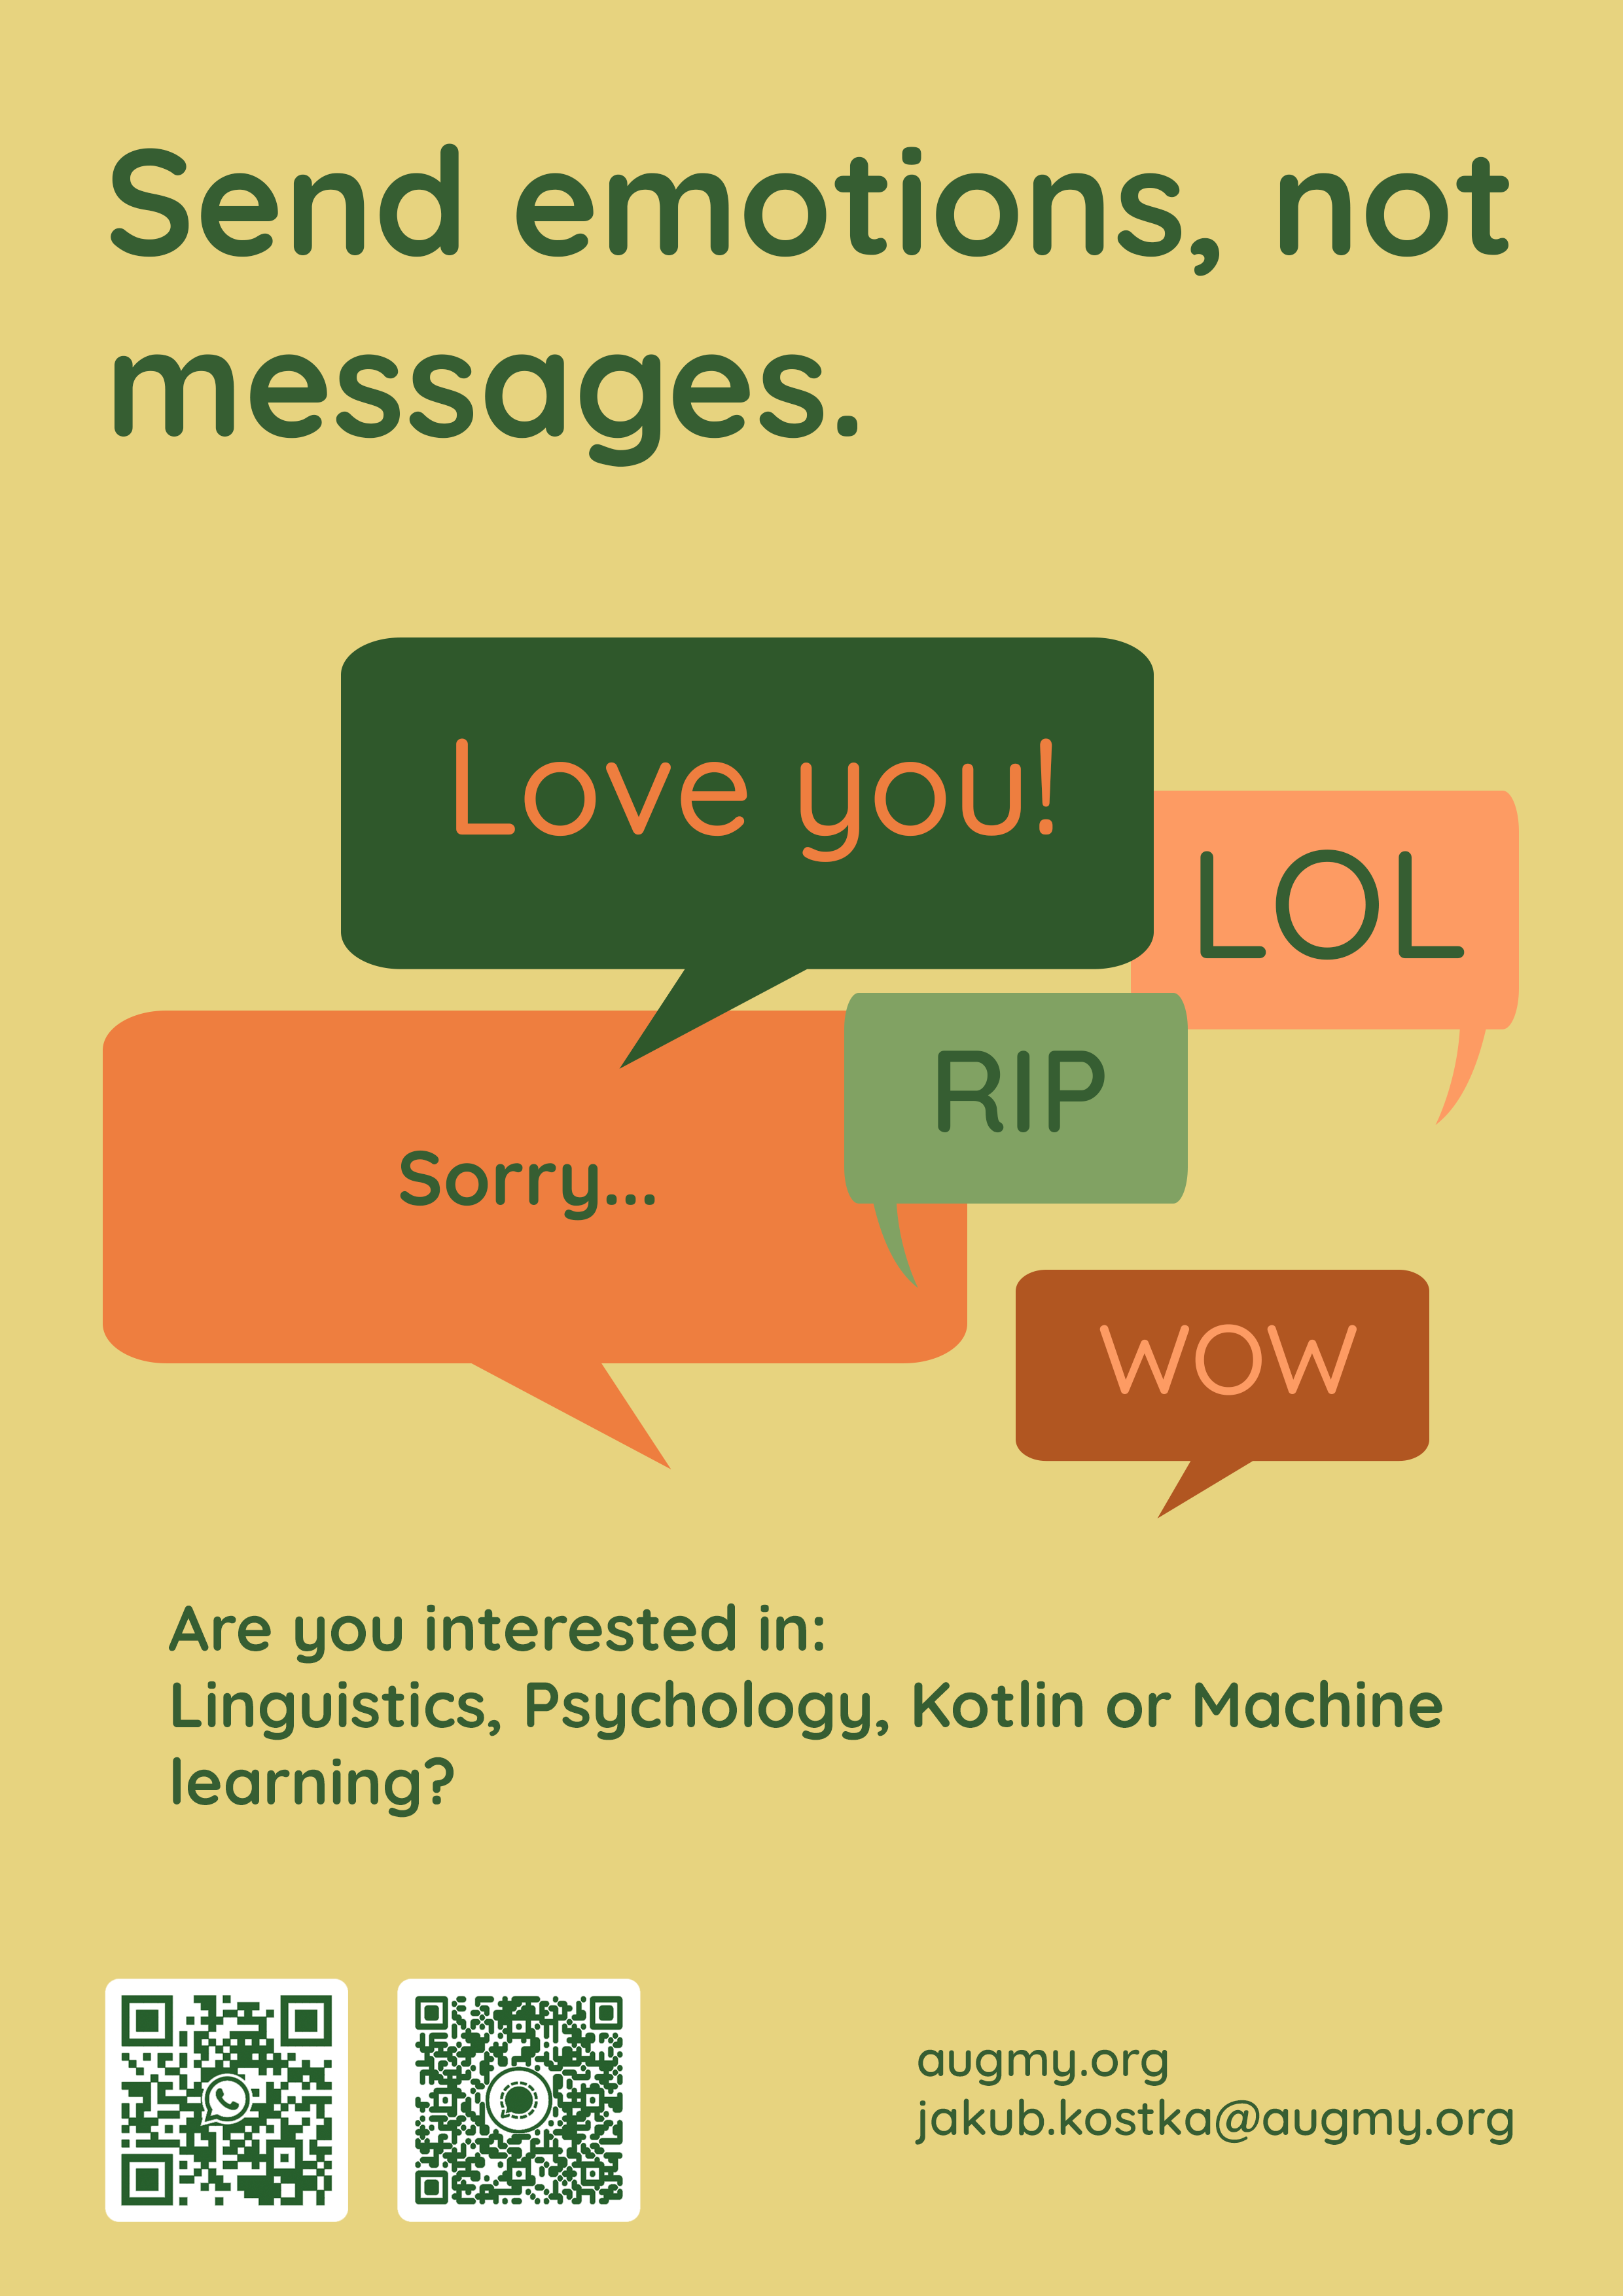 Send emotions, not
messages.
Love you!
LOL
RIP
Sorry...
WOW
Are you interested in:
Linguistics, Psychology, Kotlin or Machine
learning?
augmy.org
jakub.kostka@augmy.org